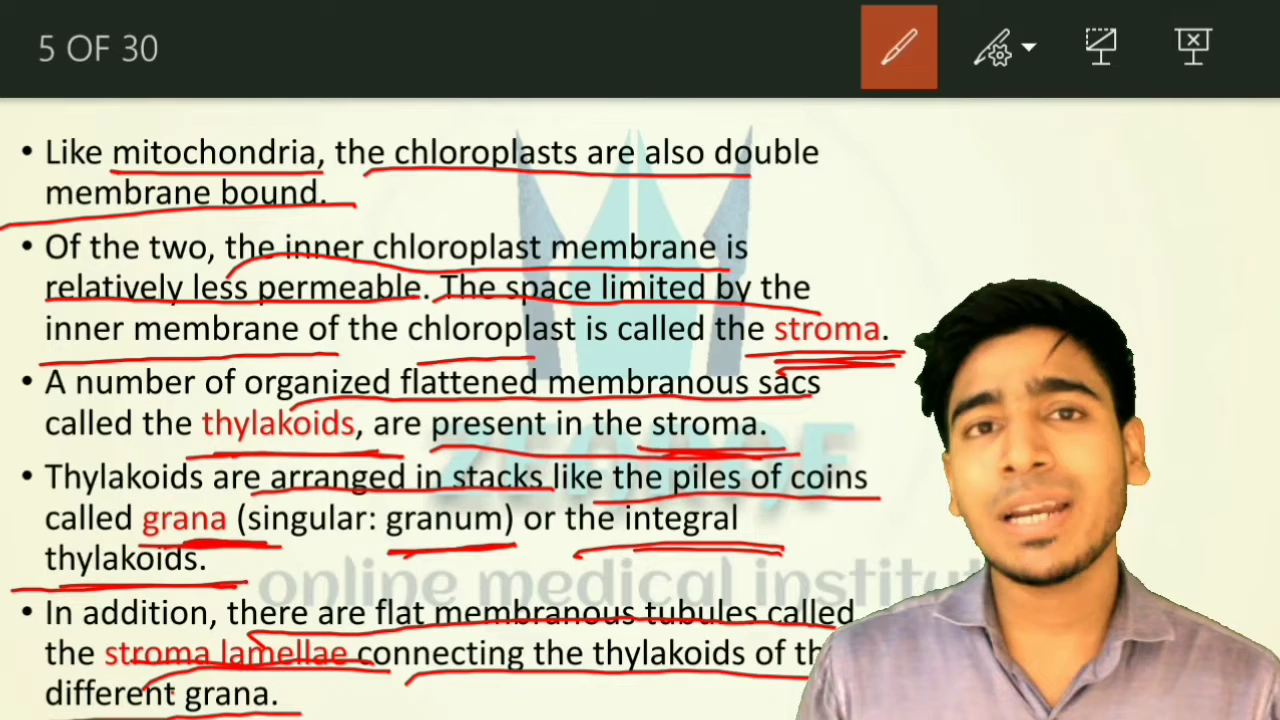 5 OF 30
• Like mitochondria, the chloroplasts are also double
membrane bound.
• Of the two, the inner chloroplast membrane is
relatively less permeable. The space limited by the
inner membrane of the chloroplast is called the stroma.
• A number of organized flattened membranous sacs
called the thylakoids, are present in the stroma.
• Thylakoids are arranged in stacks like the piles of coins
called grana (singular: granum) or the integral
thylakoids.
online medical
• In addition, there are flat membranous tubules called
the stroma lamellae connecting the thylakoids of
different grana.